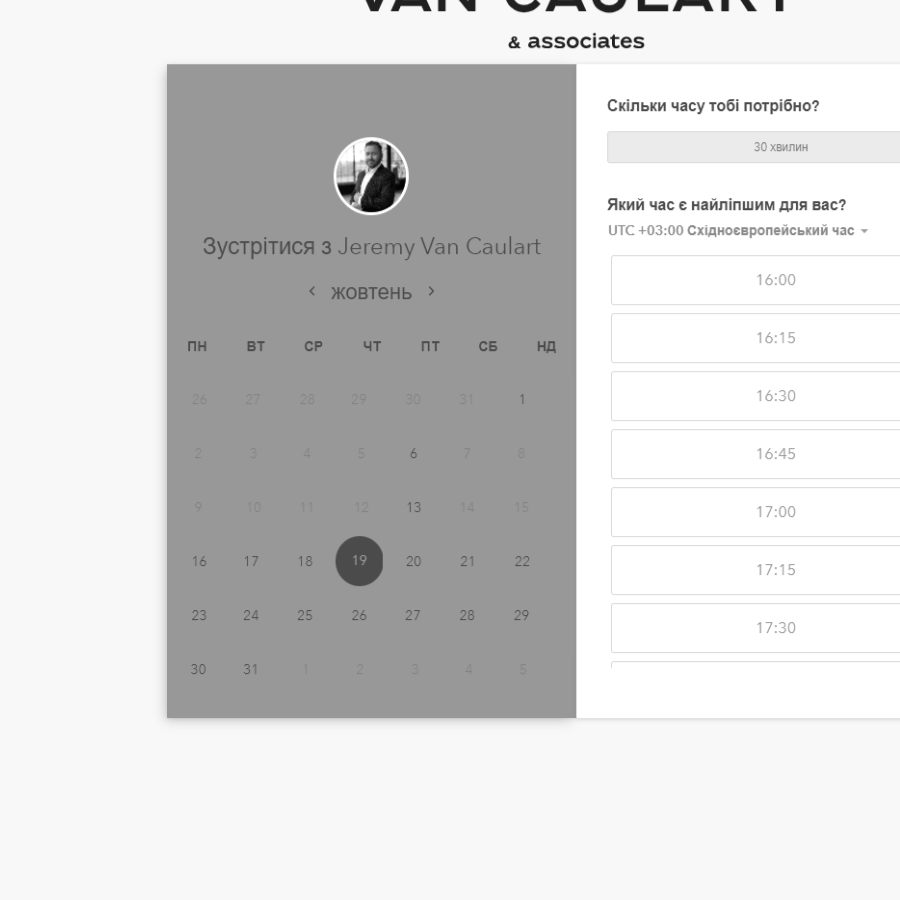 VAN CAULART
& associates
Зустрітися з Jeremy Van Caulart
жовтень
ПН ВТ СР ЧТ ПТ СБ НД
26 27 28 29 30 31 1
2 3 4 5 6 7 8
9 10 11 12 13 14 15
16 17 18 19 20 21 22
23 24 25 26 27 28 29
30 31 1 2 3 4 5
Скільки часу тобі потрібно?
30 хвилин
Який час є найліпшим для вас?
UTC +03:00 Східноєвропейський час
16:00
16:15
16:30
16:45
17:00
17:15
17:30